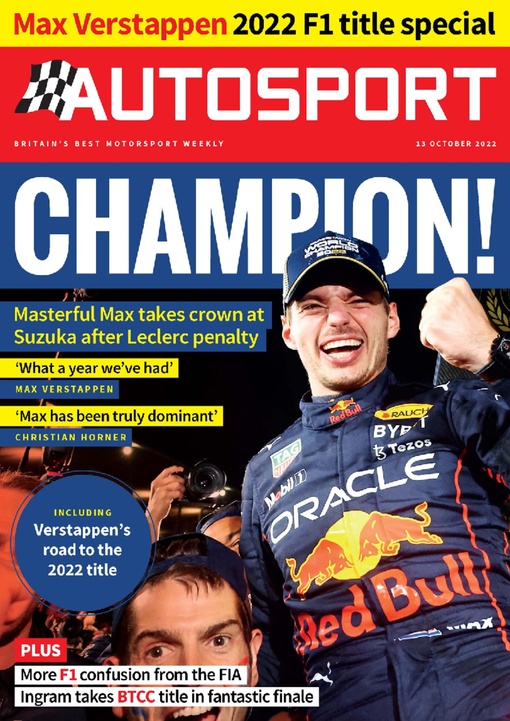 Max Verstappen 2022 F1 title special
AUTOSPORT
BRITAIN'S BEST MOTORSPORT WEEKLY
13 OCTOBER 2022
CHAMPION!
WORLD
CHAMPION
Masterful Max takes crown at
Suzuka after Leclerc penalty
'What a year we've had'
MAX VERSTAPPEN
'Max has been truly dominant'
CHRISTIAN HORNER
Red Bull
RAUCH
BYBIT
Tezos
TAG
Mobil 1
ORACLE
Red Bull
INCLUDING
Verstappen's
road to the
2022 title
PLUS
More F1 confusion from the FIA
Ingram takes BTCC title in fantastic finale